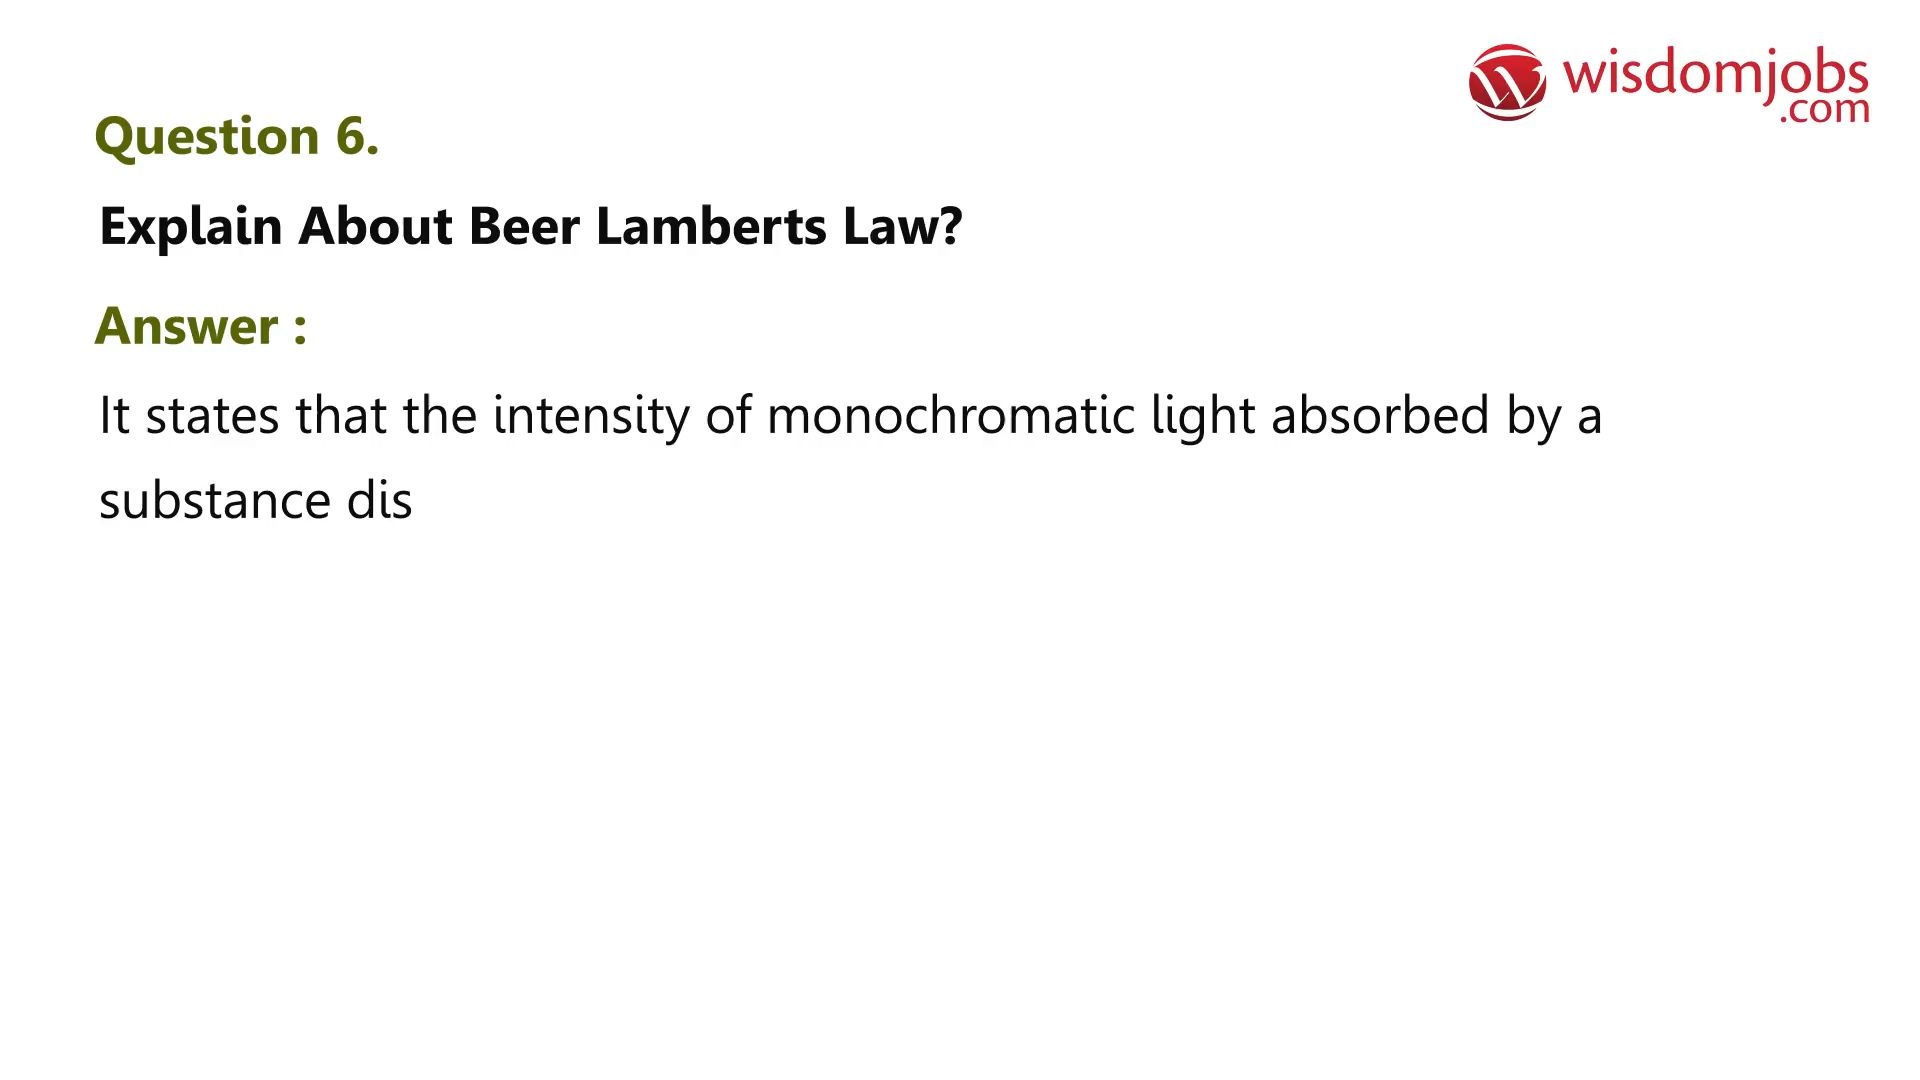 wisdomjobs
.com
Question 6.
Explain About Beer Lamberts Law?
Answer :
It states that the intensity of monochromatic light absorbed by a
substance dis